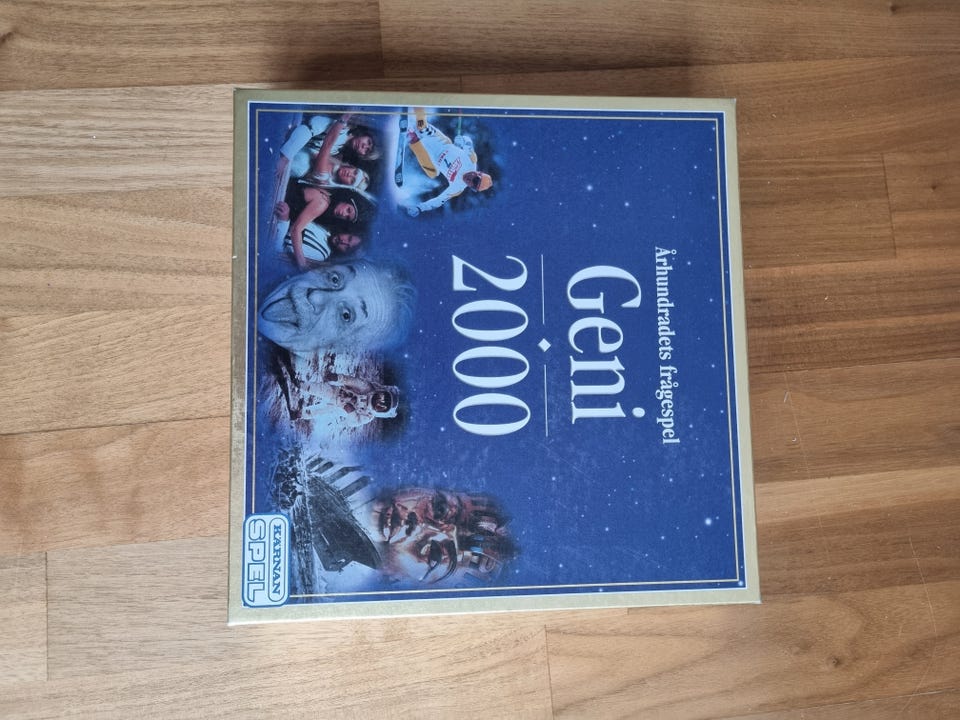 Århundradets frågespel
Geni
2000
KÄRNAN
SPEL